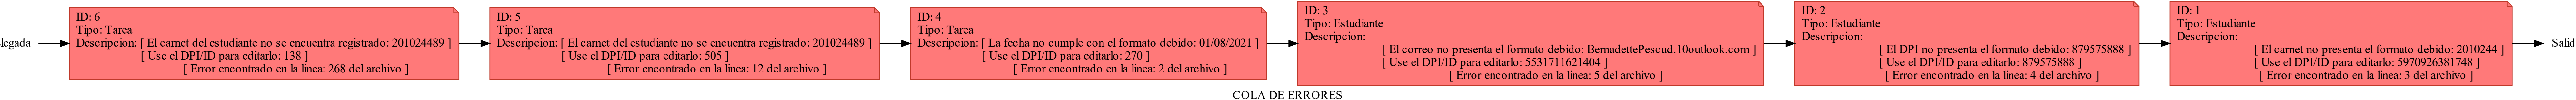 legada
ID: 6
Tipo: Tarea
Descripcion: [ El carnet del estudiante no se encuentra registrado: 201024489 ]
[ Use el DPI/ID para editarlo: 138 ]
[ Error encontrado en la linea: 268 del archivo ]
ID: 5
Tipo: Tarea
Descripcion: [ El carnet del estudiante no se encuentra registrado: 201024489 ]
[ Use el DPI/ID para editarlo: 505 ]
[ Error encontrado en la linea: 12 del archivo ]
ID: 4
Tipo: Tarea
Descripcion: [ La fecha no cumple con el formato debido: 01/08/2021 ]
[ Use el DPI/ID para editarlo: 270 ]
[ Error encontrado en la linea: 2 del archivo ]
ID: 3
Tipo: Estudiante
Descripcion:
[ El correo no presenta el formato debido: BernadettePescud.10outlook.com ]
[ Use el DPI/ID para editarlo: 5531711621404 ]
[ Error encontrado en la linea: 5 del archivo ]
ID: 2
Tipo: Estudiante
Descripcion:
[ El DPI no presenta el formato debido: 879575888 ]
[ Use el DPI/ID para editarlo: 879575888 ]
[ Error encontrado en la linea: 4 del archivo ]
ID: 1
Tipo: Estudiante
Descripcion:
[ El carnet no presenta el formato debido: 2010244 ]
[ Use el DPI/ID para editarlo: 5970926381748 ]
[ Error encontrado en la linea: 3 del archivo ]
Salid
COLA DE ERRORES